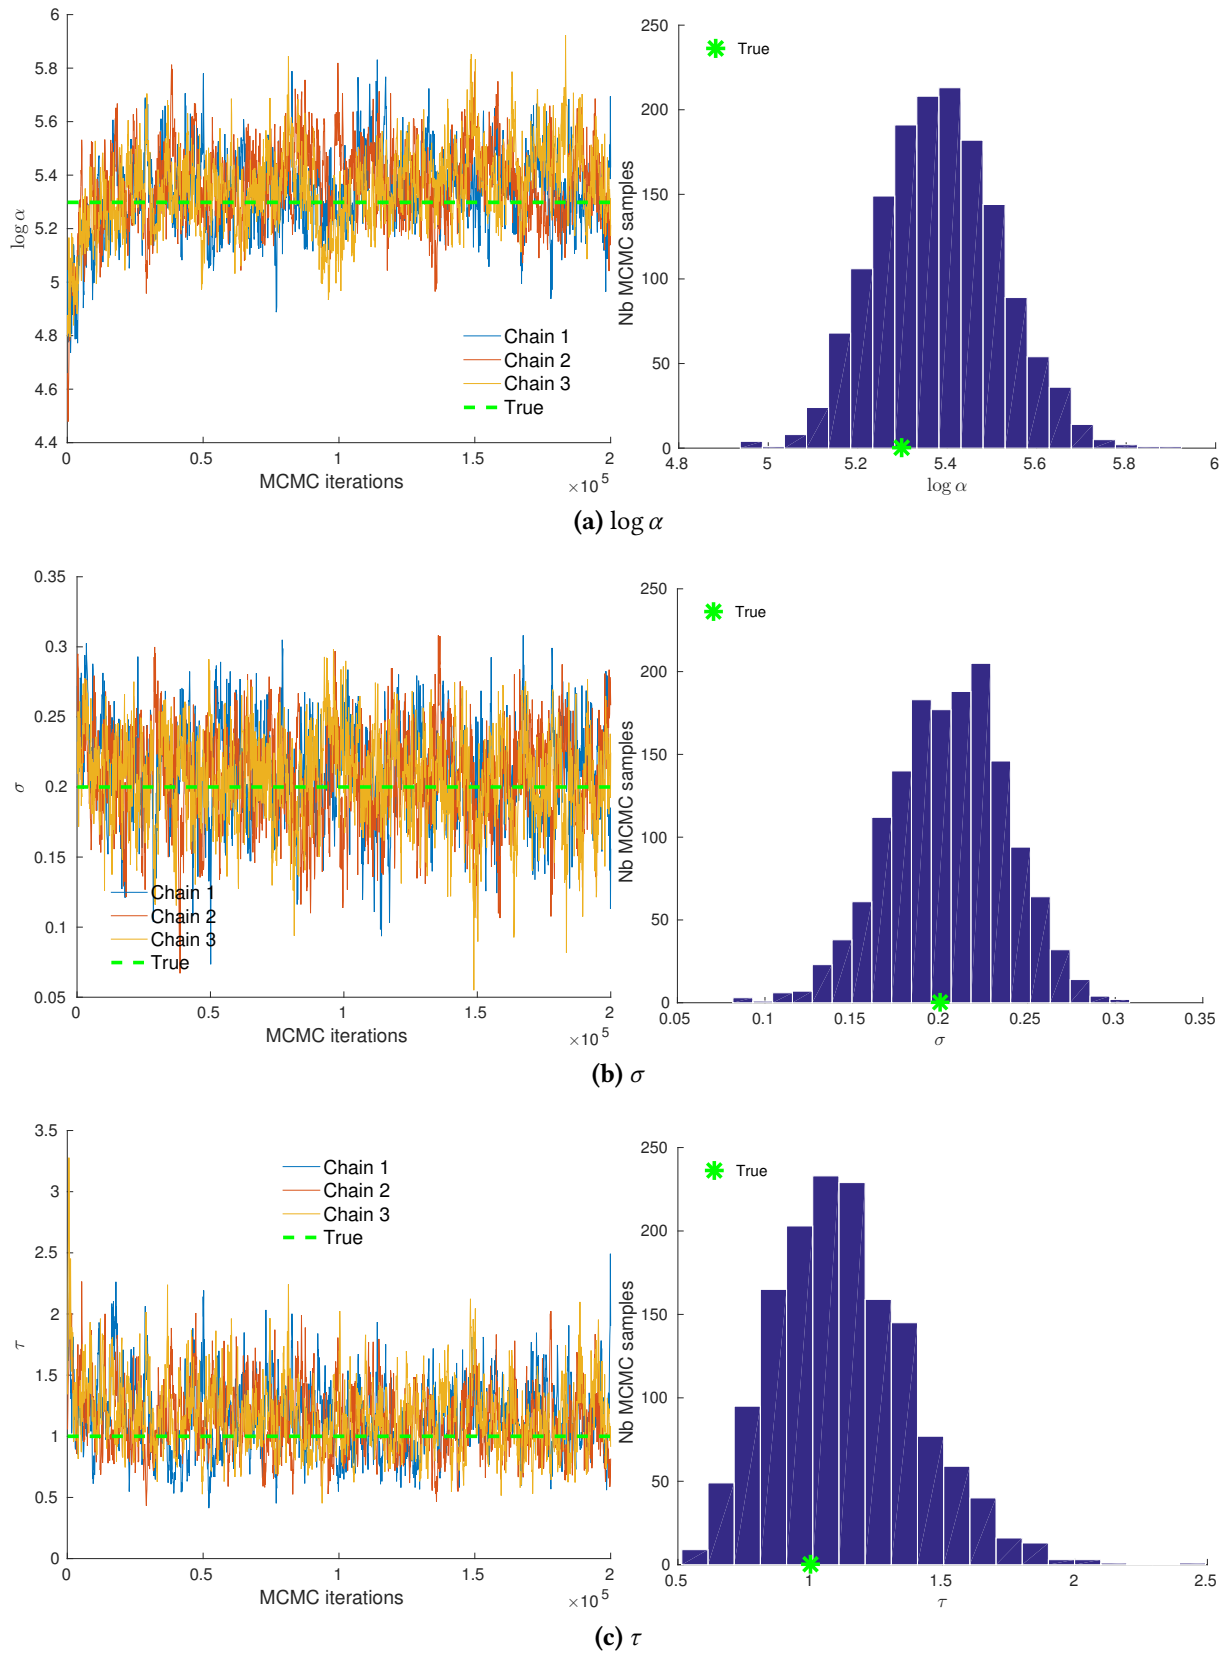 6
5.8
5.6
5.4
5.2
5
4.8
4.6
4.4
log α
0
0.5
1
1.5
2
MCMC iterations
×10 5
Chain 1
Chain 2
Chain 3
True
250
200
150
100
50
0
Nb MCMC samples
True
4.8
5
5.2
5.4
5.6
5.8
6
log α
(a) log α
0.35
0.3
0.25
0.2
0.15
0.1
0.05
σ
Chain 1
Chain 2
Chain 3
True
0
0.5
1
1.5
2
MCMC iterations
×10 5
250
200
150
100
50
0
Nb MCMC samples
True
0.05
0.1
0.15
0.2
0.25
0.3
0.35
σ
(b) σ
3.5
3
2.5
2
1.5
1
0.5
0
τ
Chain 1
Chain 2
Chain 3
True
0
0.5
1
1.5
2
MCMC iterations
×10 5
250
200
150
100
50
0
Nb MCMC samples
True
0.5
1
1.5
2
2.5
τ
(c) τ